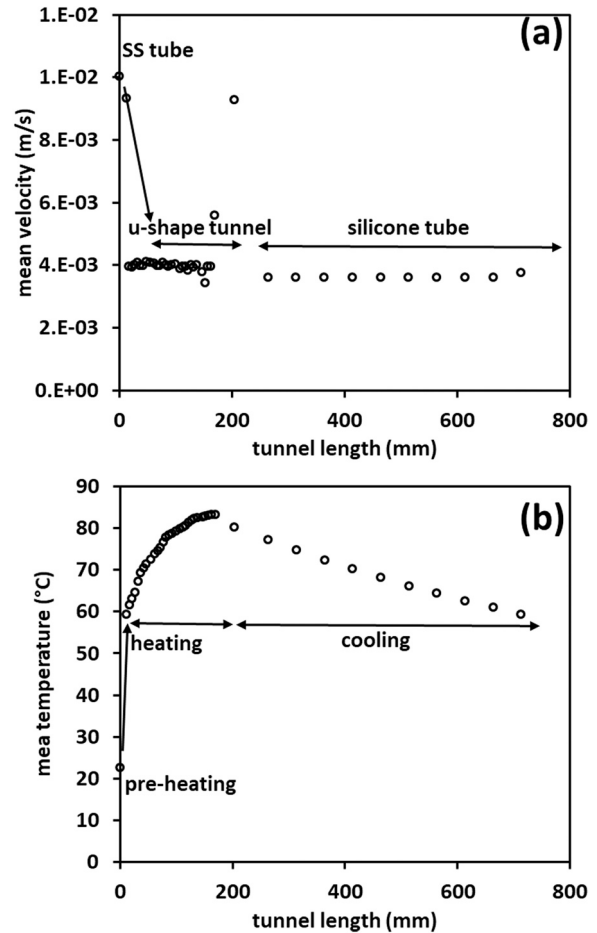 (a)
SS tube
1.E-02
1.E-02
8.E-03
6.E-03
4.E-03
2.E-03
0.E+00
mean velocity (m/s)
u-shape tunnel
silicone tube
0 200 400 600 800
tunnel length (mm)
(b)
90
80
70
60
50
40
30
20
10
0
mea temperature (°C)
heating
cooling
pre-heating
0 200 400 600 800
tunnel length (mm)